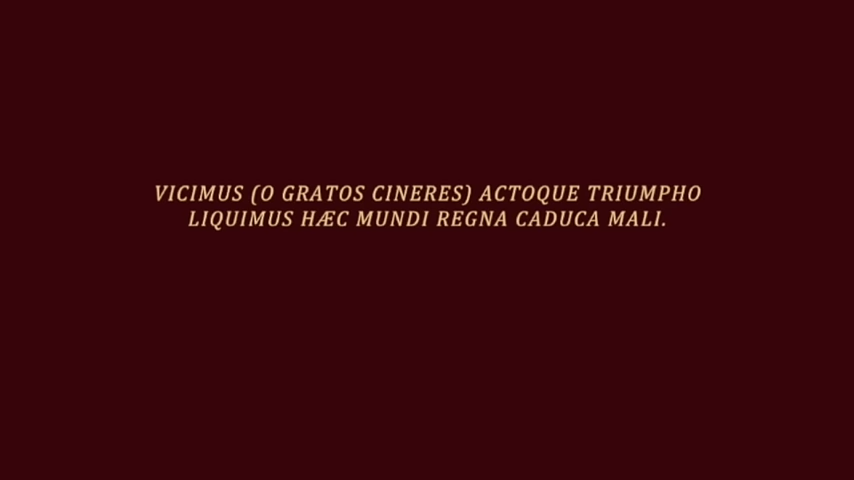 VICIMUS (O GRATOS CINERES) ACTOQUE TRIUMPHO
LIQUIMUS HÆC MUNDI REGNA CADUCA MALI.